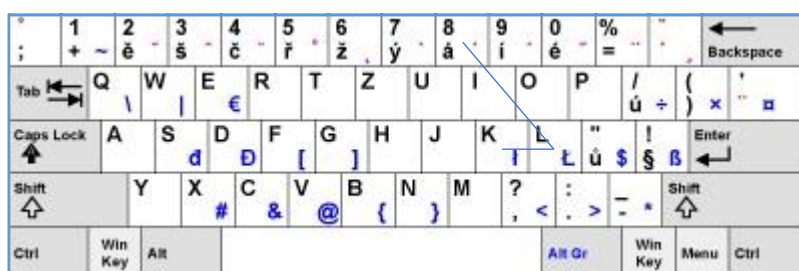 ° 1 2 3 4 5 6 7 8 9 0 % ˇ
; + ~ ě ˇ š ^ č ˘ ř ° ž ˛ ý ` á ˙ í ´ é ˝ = ¨ ´ ¸ Backspace
Tab Q \ W | E € R T Z U I O P / ú ÷ ( ) × ' ¨ ¤
Caps Lock A S đ D Đ F [ G ] H J K ł L Ł " ů $ ! § ß Enter
Shift Y X # C & V @ B { N } M ? , < : . > _ - * Shift
Ctrl Win Key Alt Alt Gr Win Key Menu Ctrl